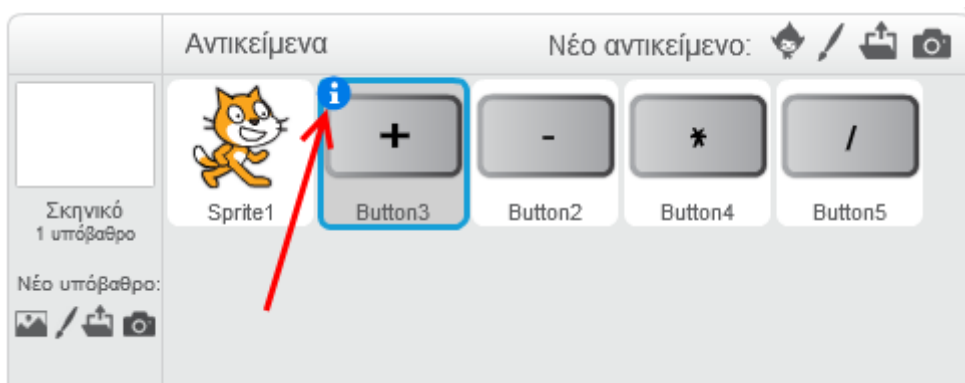 Αντικείμενα Νέο αντικείμενο:
i
+ - * /
Sprite1 Button3 Button2 Button4 Button5
Σκηνικό
1 υπόβαθρο
Νέο υπόβαθρο: